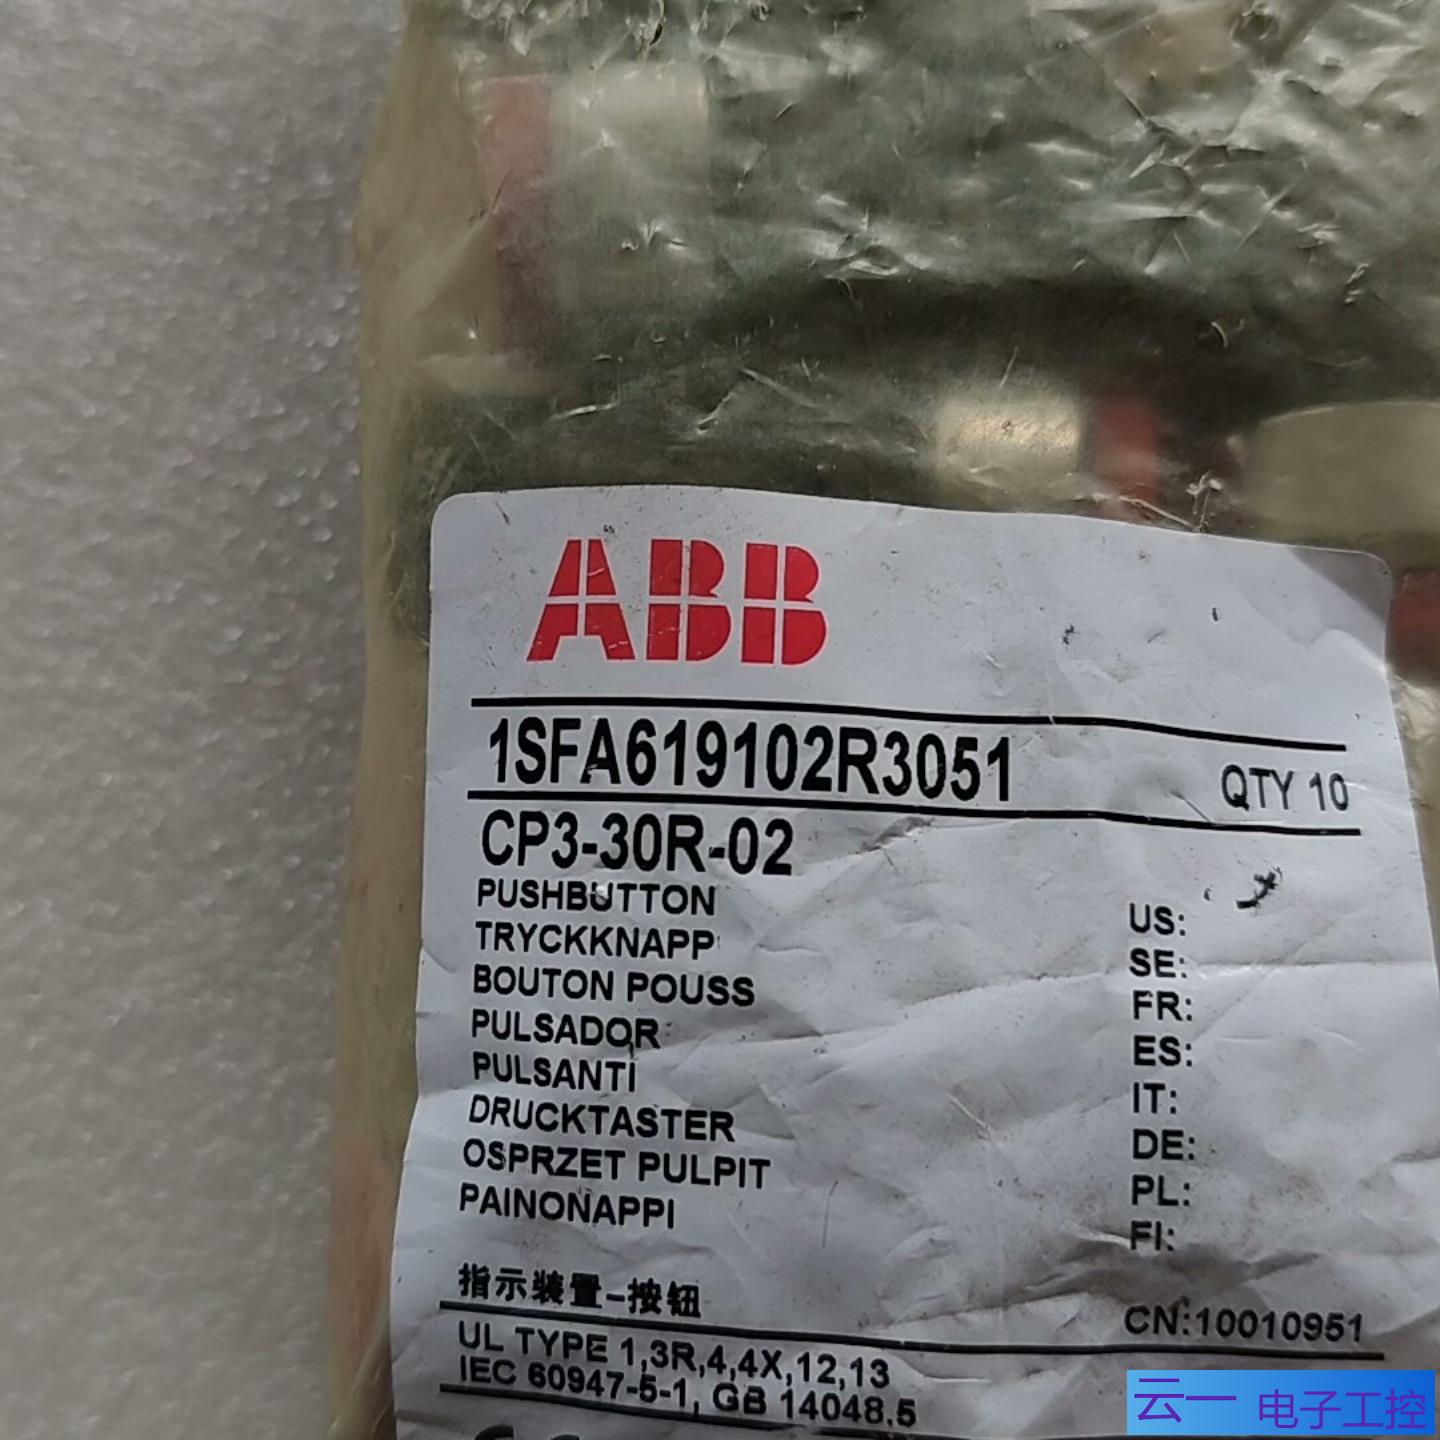 ABB
1SFA619102R3051 QTY 10
CP3-30R-02
PUSHBUTTON US:
TRYCKKNAPP SE:
BOUTON POUSS FR:
PULSADOR ES:
PULSANTI IT:
DRUCKTASTER DE:
OSPRZET PULPIT PL:
PAINONAPPI FI:
指示装置-按钮 CN:10010951
UL TYPE 1,3R,4,4X,12,13
IEC 60947-5-1, GB 14048.5
云一 电子工控